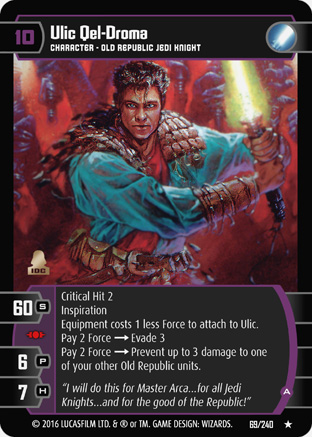 10
Ulic Qel-Droma
CHARACTER - OLD REPUBLIC JEDI KNIGHT
IDC
60 S
6 P
7 H
Critical Hit 2
Inspiration
Equipment costs 1 less Force to attach to Ulic.
Pay 2 Force → Evade 3
Pay 2 Force → Prevent up to 3 damage to one
of your other Old Republic units.
"I will do this for Master Arca...for all Jedi
Knights...and for the good of the Republic!"
A
© 2016 LUCASFILM LTD. & ® or TM. GAME DESIGN: WIZARDS. 69/240 ★